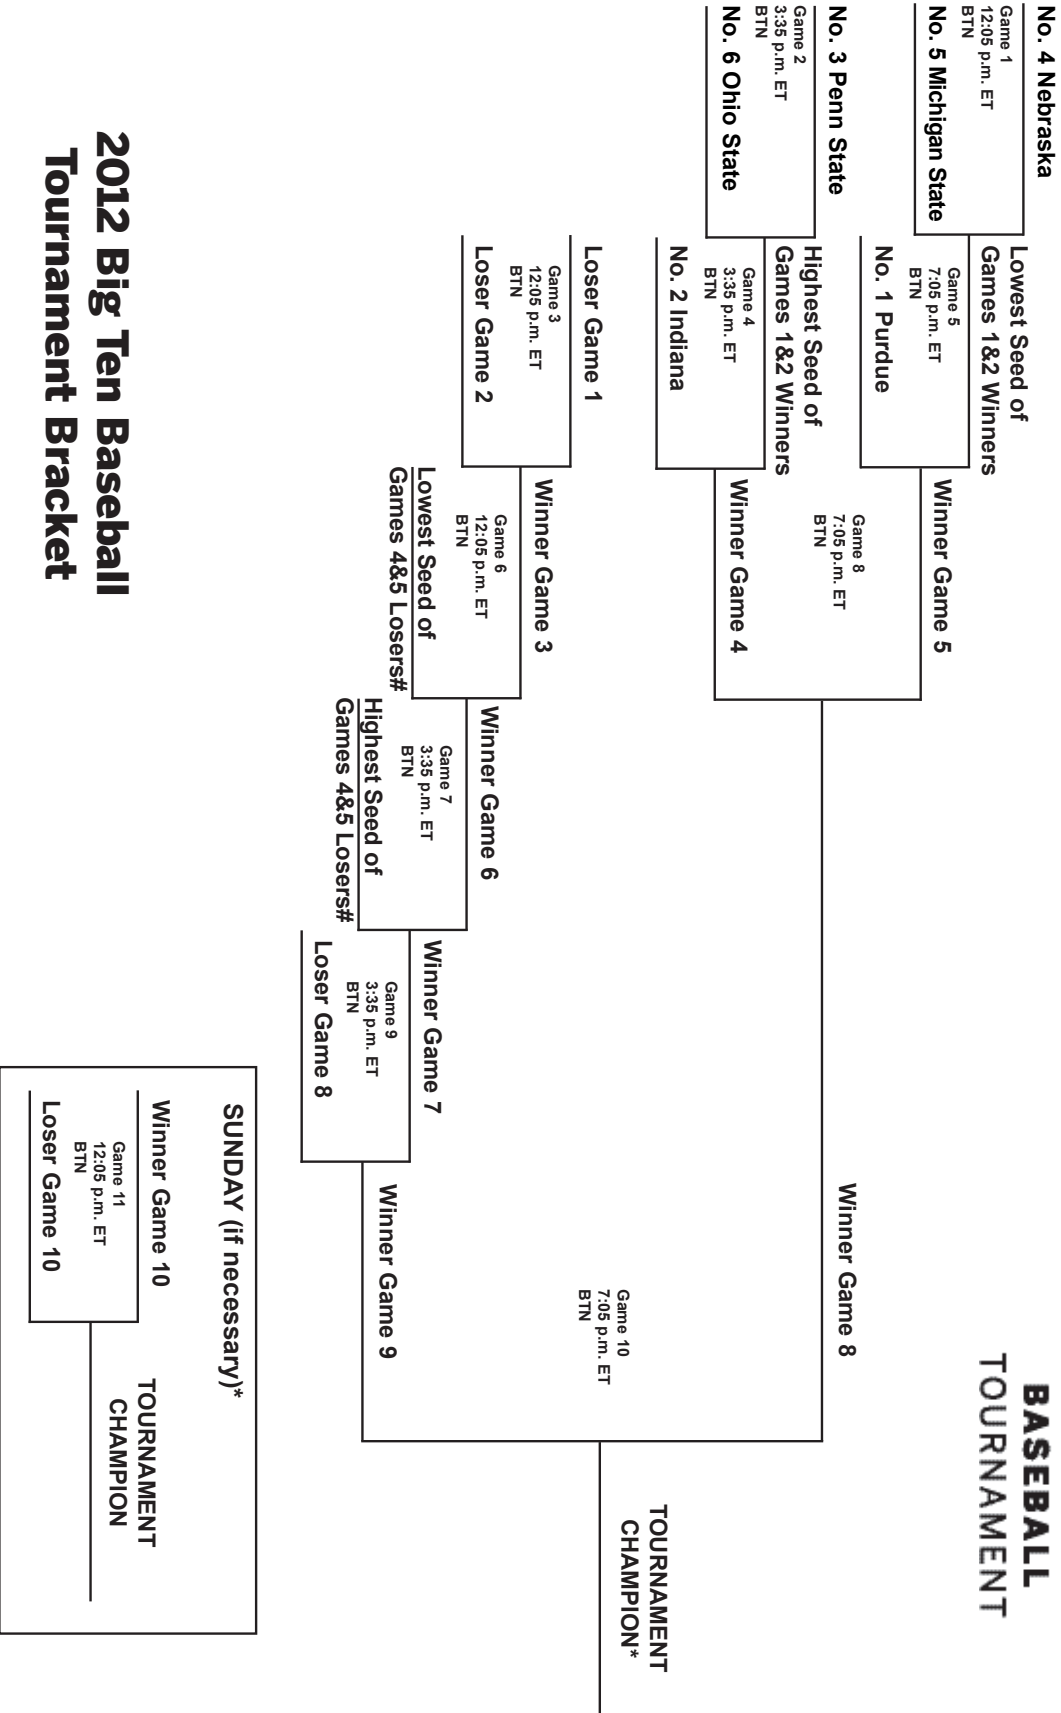 No. 4 Nebraska
Game 1
12:05 p.m. ET
BTN
No. 5 Michigan State
No. 3 Penn State
Game 2
3:35 p.m. ET
BTN
No. 6 Ohio State
Lowest Seed of
Games 1&2 Winners
Game 5
7:05 p.m. ET
BTN
No. 1 Purdue
Highest Seed of
Games 1&2 Winners
Game 4
3:35 p.m. ET
BTN
No. 2 Indiana
Loser Game 1
Game 3
12:05 p.m. ET
BTN
Loser Game 2
Winner Game 5
Game 8
7:05 p.m. ET
BTN
Winner Game 4
Winner Game 3
Game 6
12:05 p.m. ET
BTN
Lowest Seed of
Games 4&5 Losers#
Winner Game 6
Game 7
3:35 p.m. ET
BTN
Highest Seed of
Games 4&5 Losers#
Winner Game 7
Game 9
3:35 p.m. ET
BTN
Loser Game 8
Winner Game 8
Game 10
7:05 p.m. ET
BTN
Winner Game 9
TOURNAMENT
CHAMPION*
BASEBALL
TOURNAMENT
SUNDAY (if necessary)*
Winner Game 10
Game 11
12:05 p.m. ET
BTN
Loser Game 10
TOURNAMENT
CHAMPION
2012 Big Ten Baseball
Tournament Bracket